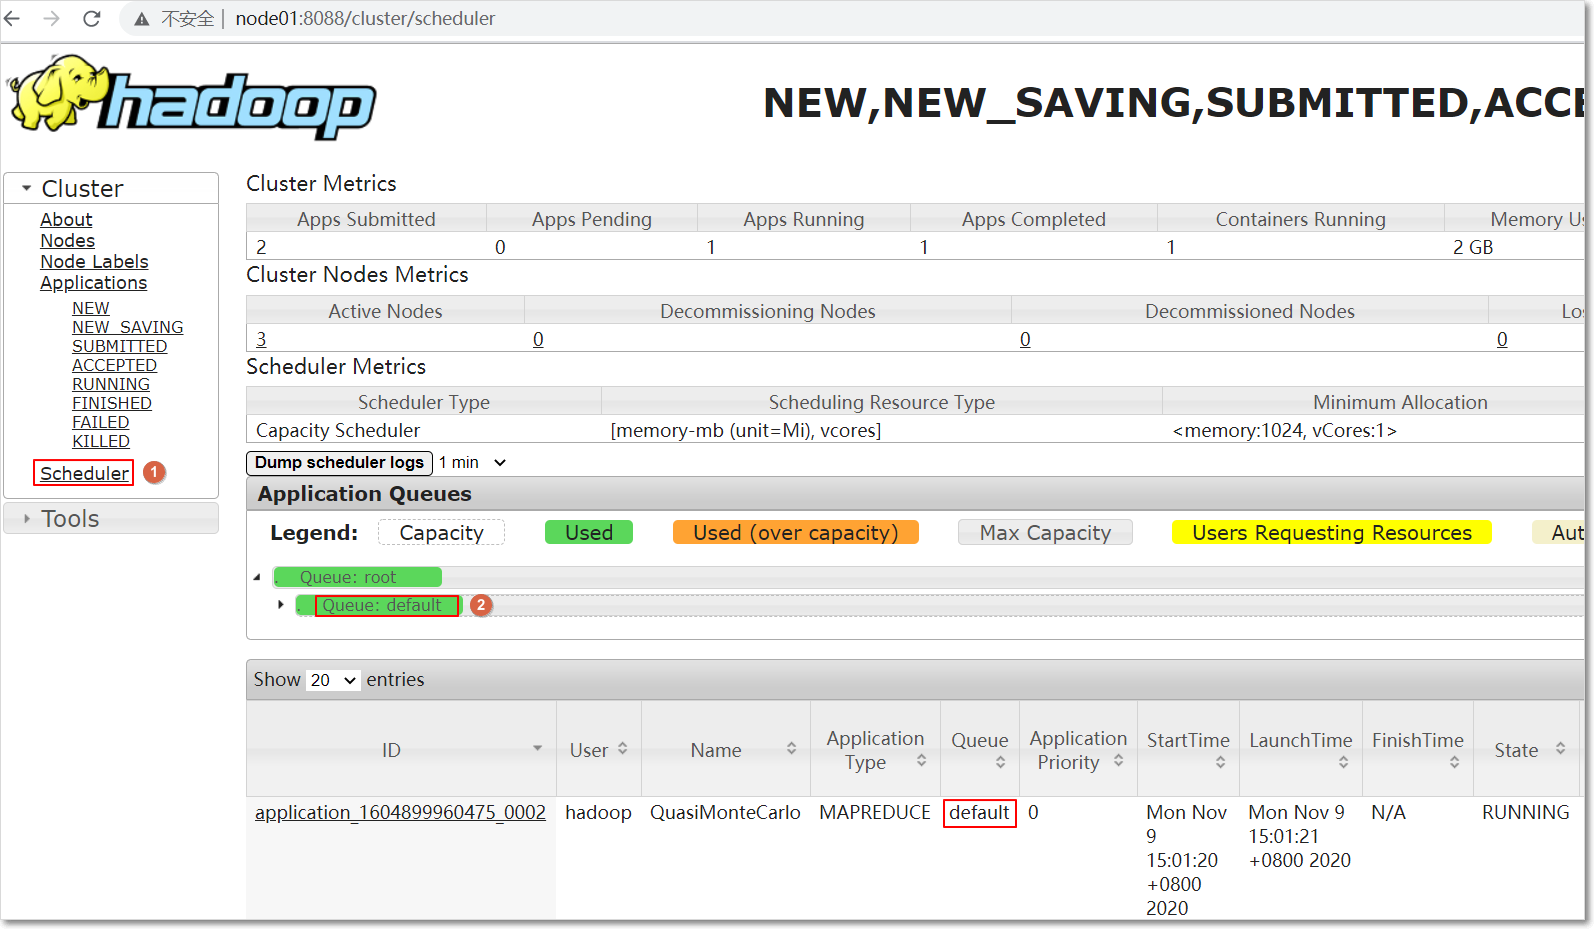 不安全 | node01:8088/cluster/scheduler
hadoop
NEW,NEW_SAVING,SUBMITTED,ACCE
Cluster
About
Nodes
Node Labels
Applications
NEW
NEW_SAVING
SUBMITTED
ACCEPTED
RUNNING
FINISHED
FAILED
KILLED
Scheduler 1
Tools
Cluster Metrics
Apps Submitted Apps Pending Apps Running Apps Completed Containers Running Memory Us
2 0 1 1 1 2 GB
Cluster Nodes Metrics
Active Nodes Decommissioning Nodes Decommissioned Nodes Los
3 0 0 0
Scheduler Metrics
Scheduler Type Scheduling Resource Type Minimum Allocation
Capacity Scheduler [memory-mb (unit=Mi), vcores] <memory:1024, vCores:1>
Dump scheduler logs 1 min
Application Queues
Legend: Capacity Used Used (over capacity) Max Capacity Users Requesting Resources Aut
. Queue: root
. Queue: default 2
Show 20 entries
ID User Name Application Type Queue Application Priority StartTime LaunchTime FinishTime State
application_1604899960475_0002 hadoop QuasiMonteCarlo MAPREDUCE default 0 Mon Nov 9 15:01:20 +0800 2020 Mon Nov 9 15:01:21 +0800 2020 N/A RUNNING